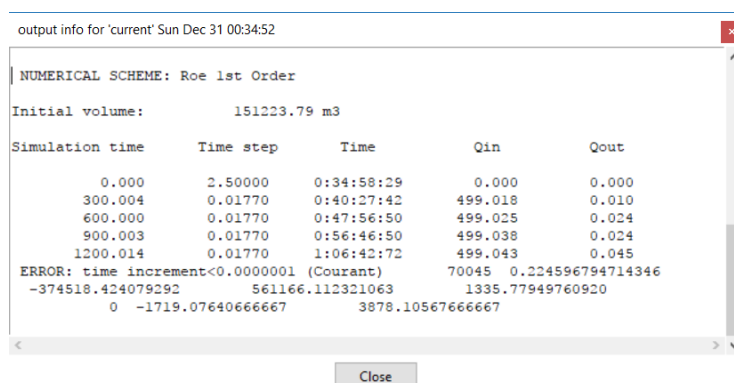 output info for 'current' Sun Dec 31 00:34:52
NUMERICAL SCHEME: Roe 1st Order
Initial volume: 151223.79 m3
Simulation time Time step Time Qin Qout
0.000 2.50000 0:34:58:29 0.000 0.000
300.004 0.01770 0:40:27:42 499.018 0.010
600.000 0.01770 0:47:56:50 499.025 0.024
900.003 0.01770 0:56:46:50 499.038 0.024
1200.014 0.01770 1:06:42:72 499.043 0.045
ERROR: time increment<0.0000001 (Courant) 70045 0.224596794714346
-374518.424079292 561166.112321063 1335.77949760920
0 -1719.07640666667 3878.10567666667
Close